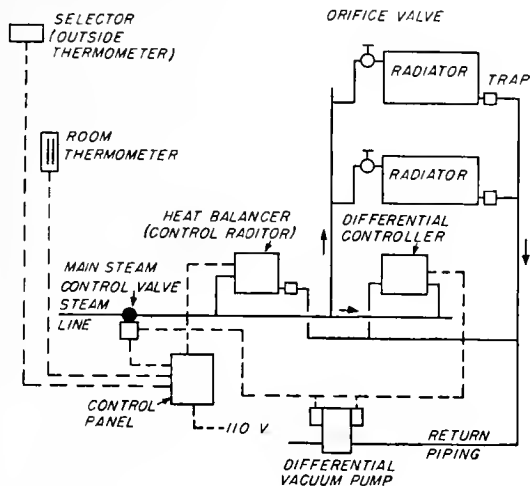 SELECTOR
(OUTSIDE
THERMOMETER)
ORIFICE VALVE
RADIATOR
TRAP
ROOM
THERMOMETER
RADIATOR
HEAT BALANCER
(CONTROL RADITOR)
DIFFERENTIAL
CONTROLLER
MAIN STEAM
CONTROL VALVE
STEAM
LINE
CONTROL
PANEL
110 V.
RETURN
PIPING
DIFFERENTIAL
VACUUM PUMP